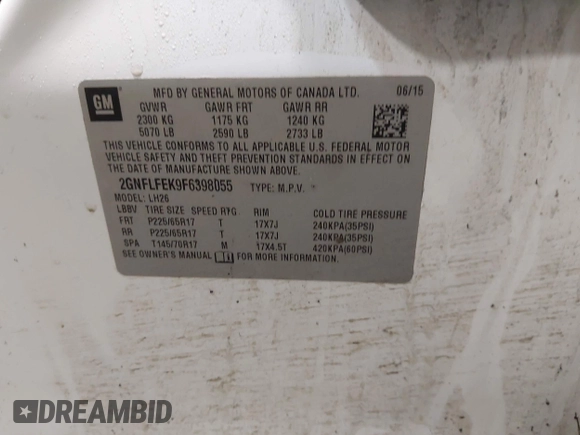 GM
MFD BY GENERAL MOTORS OF CANADA LTD. 06/15
GVWR GAWR FRT GAWR RR
2300 KG 1175 KG 1240 KG
5070 LB 2590 LB 2733 LB
THIS VEHICLE CONFORMS TO ALL APPLICABLE U.S. FEDERAL MOTOR
VEHICLE SAFETY AND THEFT PREVENTION STANDARDS IN EFFECT ON
THE DATE OF MANUFACTURE SHOWN ABOVE.
2GNFLFEK9F6398055 TYPE: M.P.V.
MODEL: LH26
LBBV TIRE SIZE SPEED RTG. RIM COLD TIRE PRESSURE
FRT P225/65R17 T 17X7J 240KPA(35PSI)
RR P225/65R17 T 17X7J 240KPA(35PSI)
SPA T145/70R17 M 17X4.5T 420KPA(60PSI)
SEE OWNER'S MANUAL FOR MORE INFORMATION.
DREAMBID